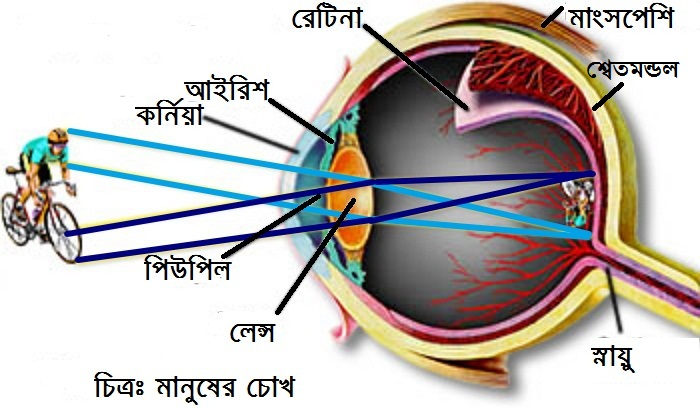 রেটিনা
মাংসপেশি
শ্বেতমন্ডল
আইরিশ
কর্নিয়া
পিউপিল
লেন্স
স্নায়ু
চিত্রঃ মানুষের চোখ